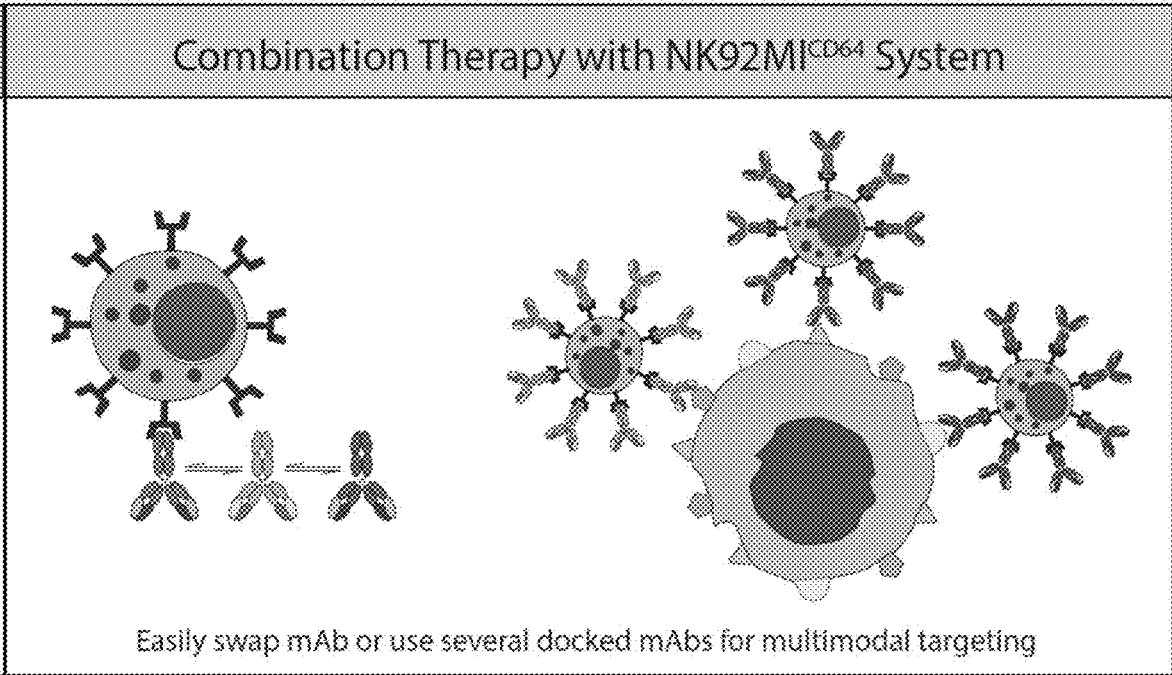 Combination Therapy with NK92MI^CD64 System
Easily swap mAb or use several docked mAbs for multimodal targeting